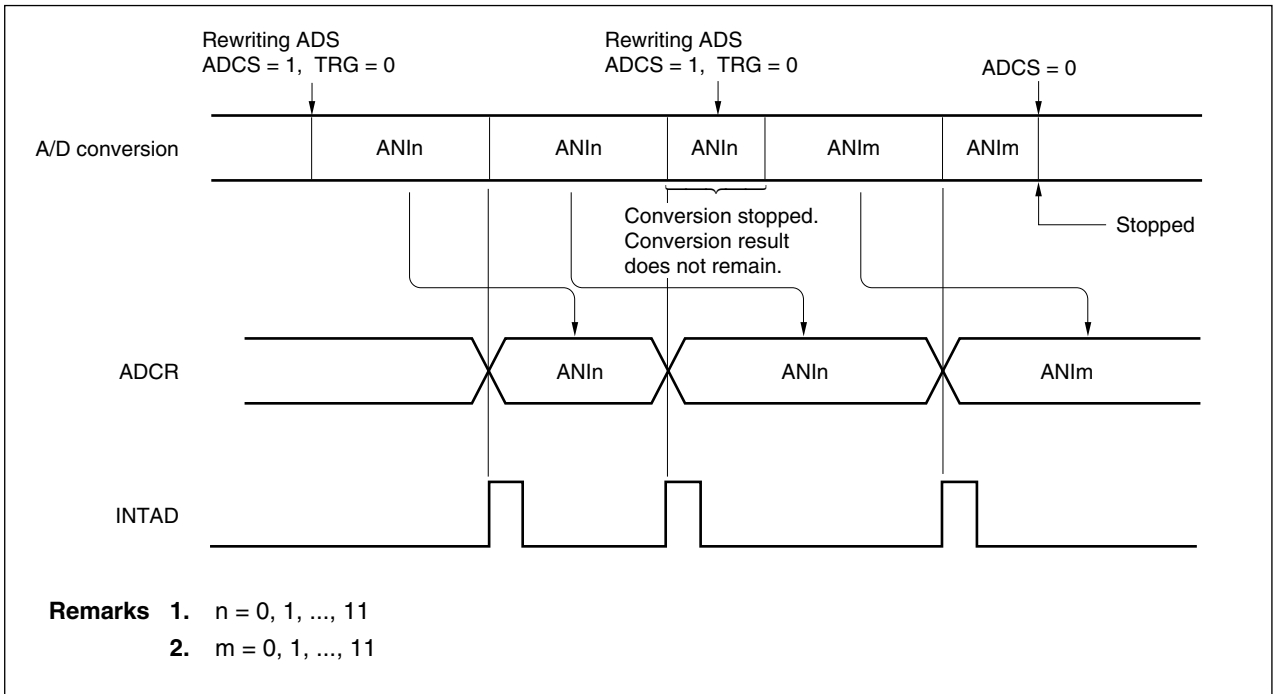 Rewriting ADS
ADCS = 1, TRG = 0
Rewriting ADS
ADCS = 1, TRG = 0
ADCS = 0
A/D conversion
ANIn
ANIn
ANIn
ANIm
ANIm
Conversion stopped.
Conversion result
does not remain.
Stopped
ADCR
ANIn
ANIn
ANIm
INTAD
Remarks 1. n = 0, 1, ..., 11
2. m = 0, 1, ..., 11